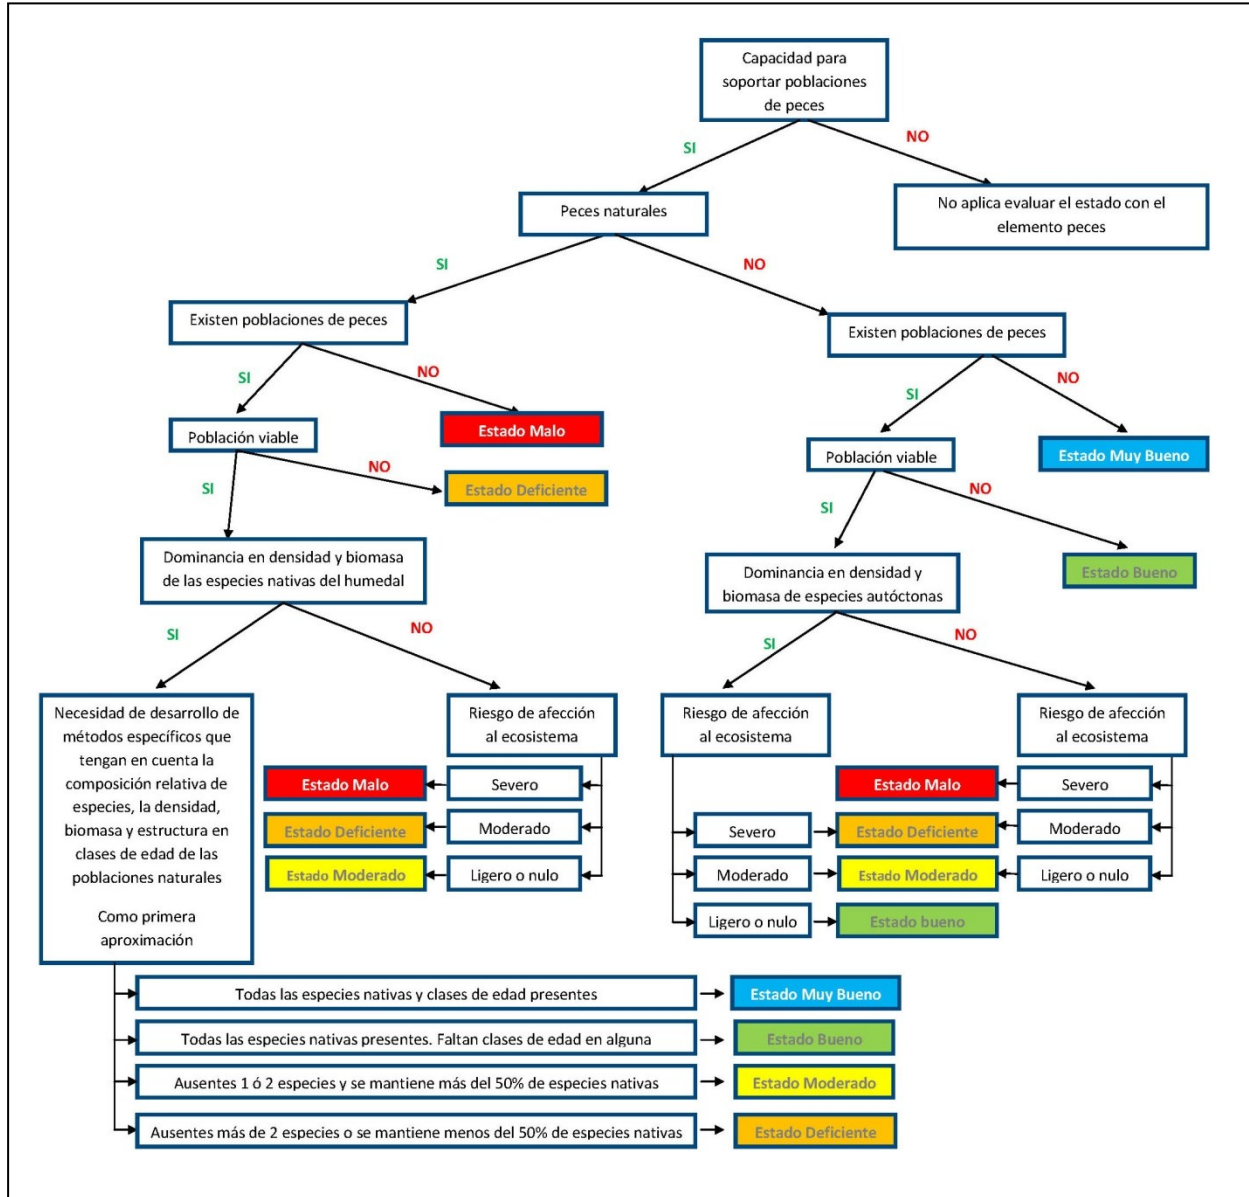 Capacidad para
soportar poblaciones
de peces
SI
NO
Peces naturales
No aplica evaluar el estado con el
elemento peces
SI
NO
Existen poblaciones de peces
Existen poblaciones de peces
SI
NO
SI
NO
Población viable
Estado Malo
Población viable
Estado Muy Bueno
SI
NO
Estado Deficiente
SI
NO
Dominancia en densidad y biomasa
de las especies nativas del humedal
Dominancia en densidad y
biomasa de especies autóctonas
Estado Bueno
SI
NO
SI
NO
Necesidad de desarrollo de
métodos específicos que
tengan en cuenta la
composición relativa de
especies, la densidad,
biomasa y estructura en
clases de edad de las
poblaciones naturales
Como primera
aproximación
Riesgo de afección
al ecosistema
Estado Malo
Severo
Estado Deficiente
Moderado
Estado Moderado
Ligero o nulo
Riesgo de afección
al ecosistema
Riesgo de afección
al ecosistema
Estado Malo
Severo
Severo
Estado Deficiente
Moderado
Moderado
Estado Moderado
Ligero o nulo
Ligero o nulo
Estado bueno
Todas las especies nativas y clases de edad presentes
Estado Muy Bueno
Todas las especies nativas presentes. Faltan clases de edad en alguna
Estado Bueno
Ausentes 1 ó 2 especies y se mantiene más del 50% de especies nativas
Estado Moderado
Ausentes más de 2 especies o se mantiene menos del 50% de especies nativas
Estado Deficiente